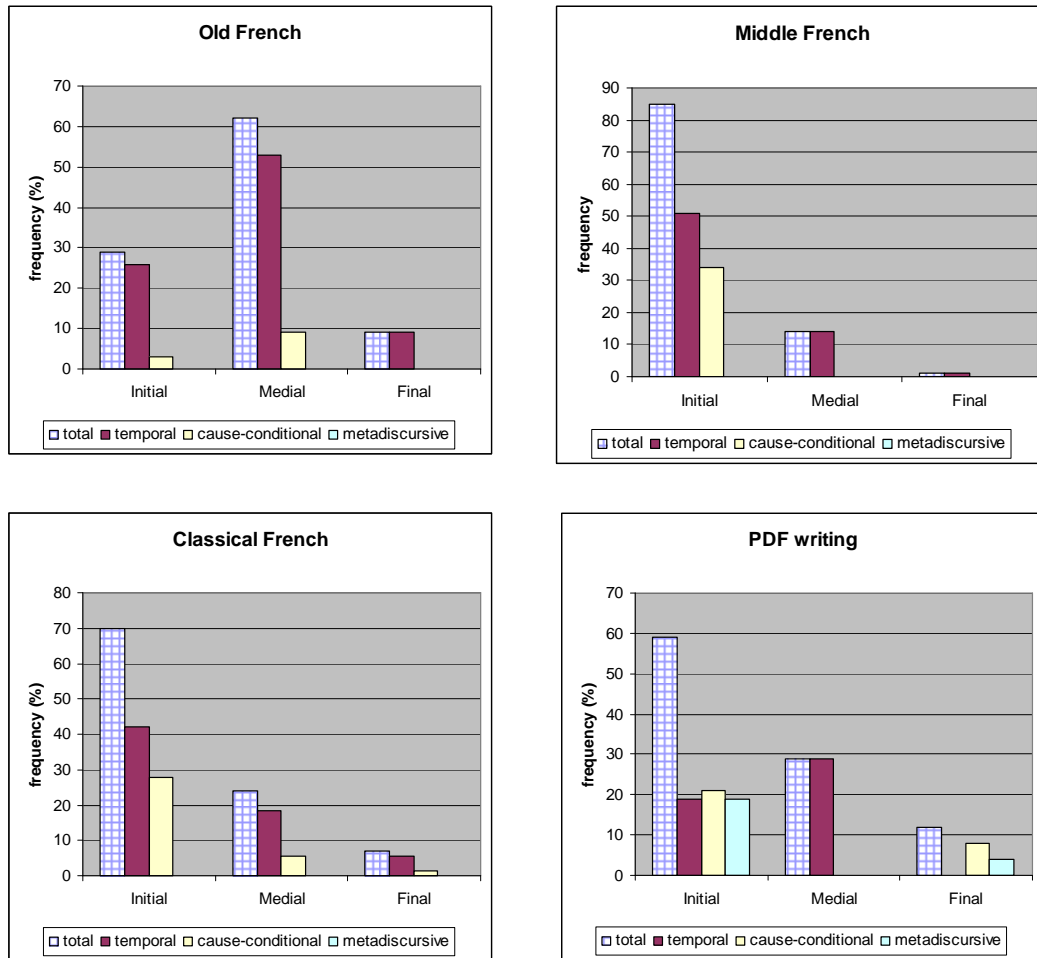 Old French
frequency (%)
70
60
50
40
30
20
10
0
Initial Medial Final
total temporal cause-conditional metadiscursive
Middle French
frequency
90
80
70
60
50
40
30
20
10
0
Initial Medial Final
total temporal cause-conditional metadiscursive
Classical French
frequency (%)
80
70
60
50
40
30
20
10
0
Initial Medial Final
total temporal cause-conditional metadiscursive
PDF writing
frequency (%)
70
60
50
40
30
20
10
0
Initial Medial Final
total temporal cause-conditional metadiscursive